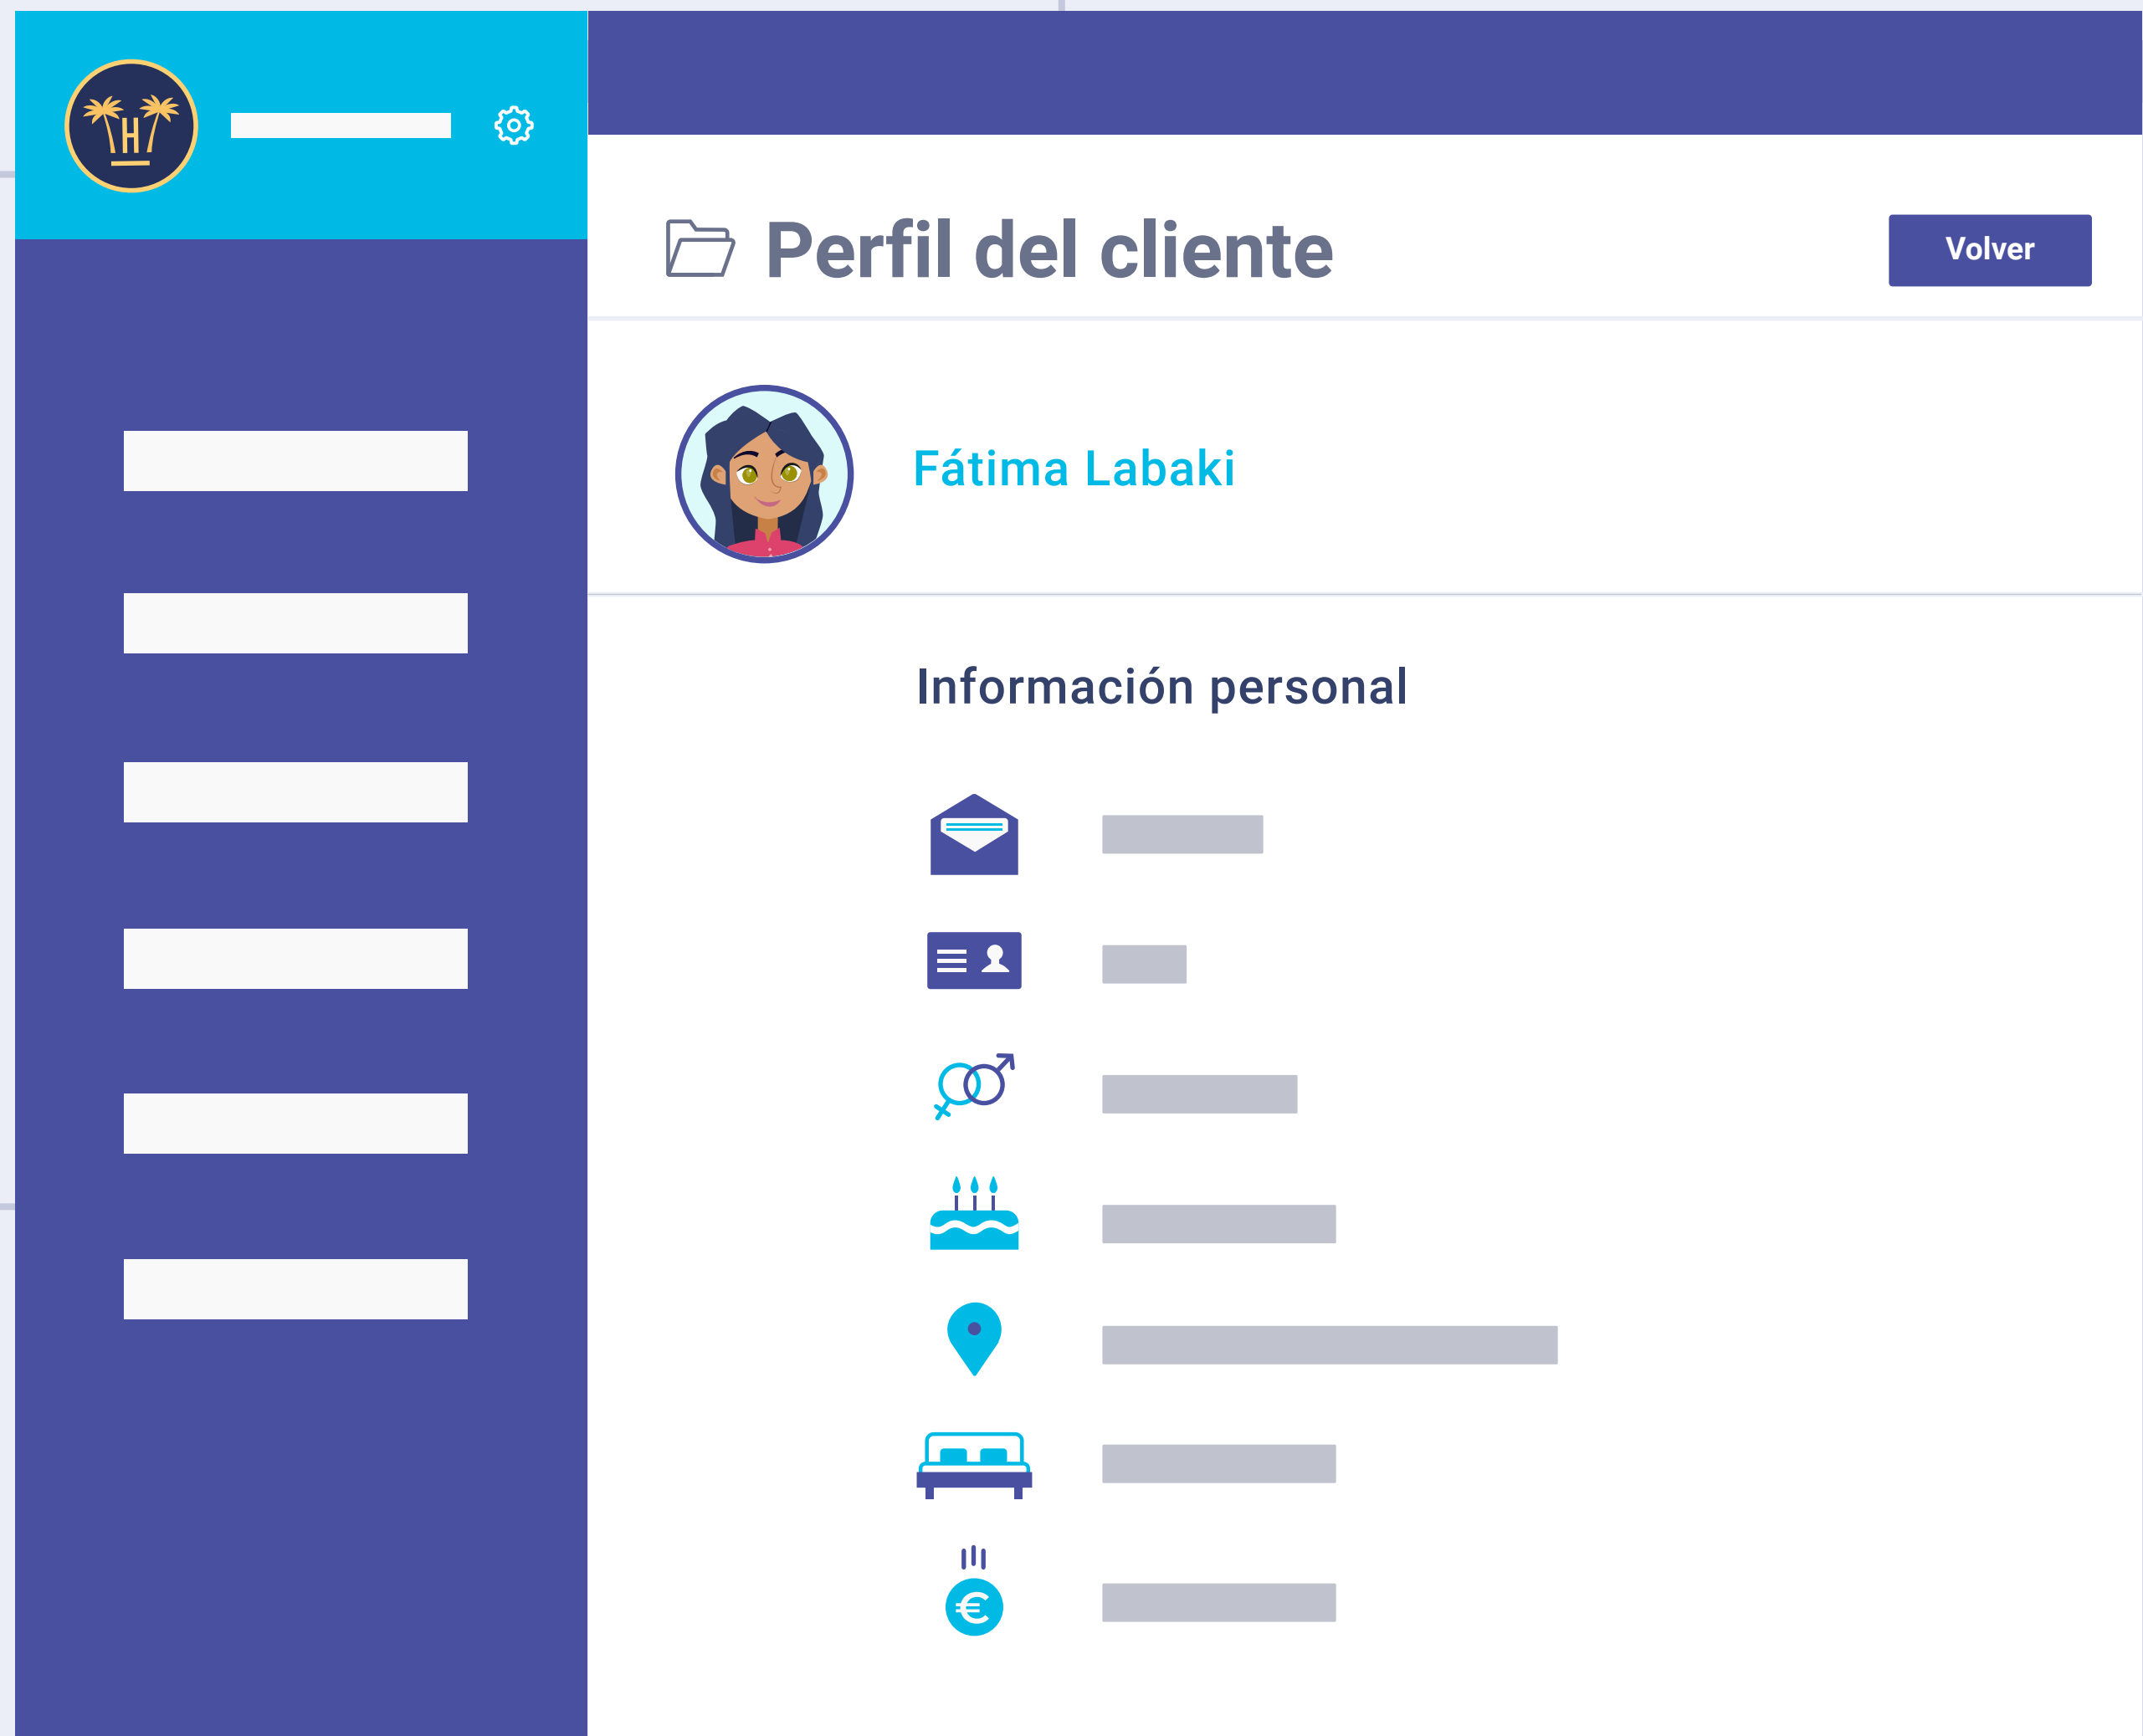 H
Perfil del cliente
Volver
Fátima Labaki
Información personal
€